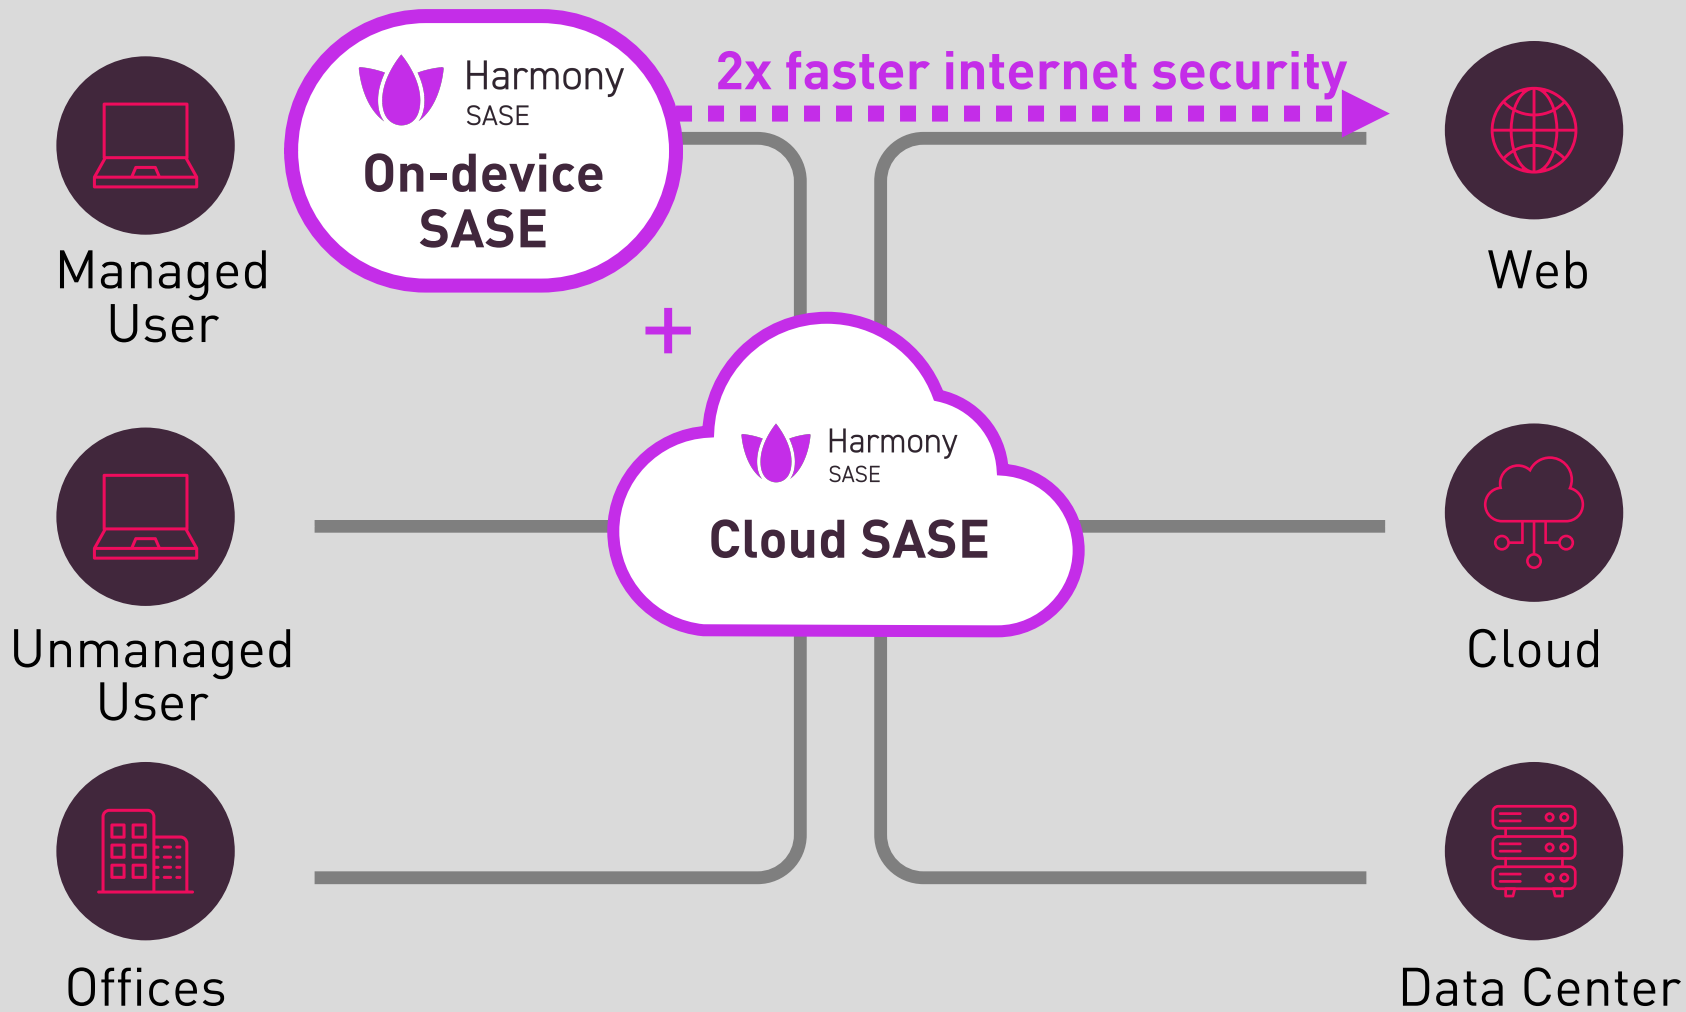 Harmony
SASE
On-device
SASE
2x faster internet security
Managed
User
Web
+
Harmony
SASE
Cloud SASE
Unmanaged
User
Cloud
Offices
Data Center